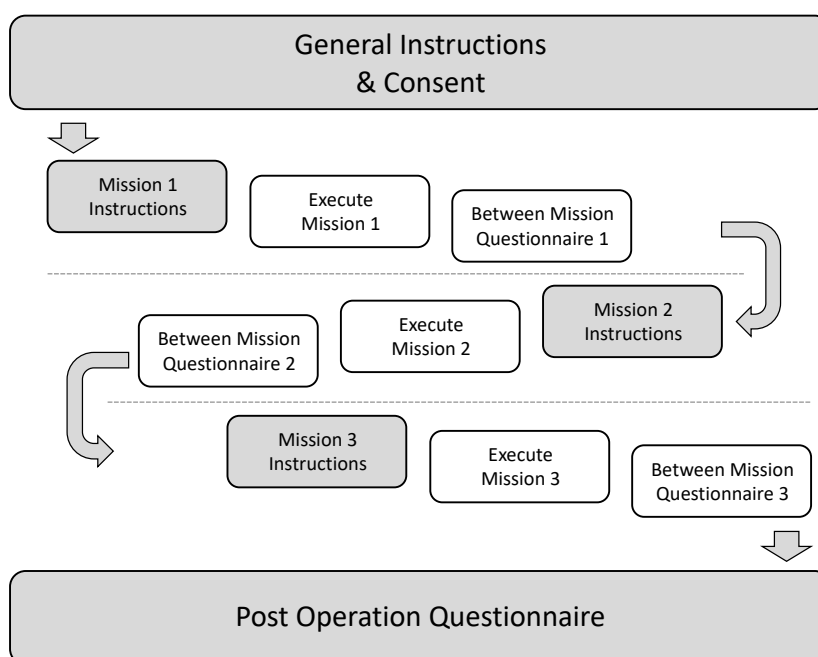 General Instructions
& Consent
Mission 1
Instructions
Execute
Mission 1
Between Mission
Questionnaire 1
Mission 2
Instructions
Execute
Mission 2
Between Mission
Questionnaire 2
Mission 3
Instructions
Execute
Mission 3
Between Mission
Questionnaire 3
Post Operation Questionnaire